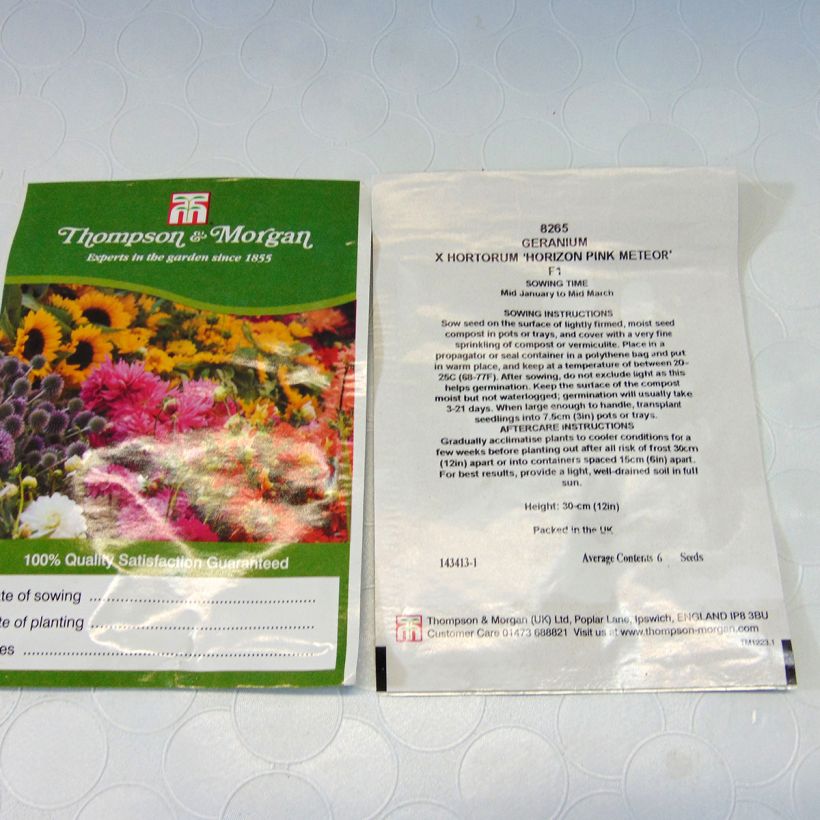 Thompson & Morgan
Experts in the garden since 1855
100% Quality Satisfaction Guaranteed
te of sowing
te of planting
es
8265
GERANIUM
X HORTORUM 'HORIZON PINK METEOR'
F1
SOWING TIME
Mid January to Mid March
SOWING INSTRUCTIONS
Sow seed on the surface of lightly firmed, moist seed
compost in pots or trays, and cover with a very fine
sprinkling of compost or vermiculite. Place in a
propagator or seal container in a polythene bag and put
in warm place, and keep at a temperature of between 20-
25C (68-77F). After sowing, do not exclude light as this
helps germination. Keep the surface of the compost
moist but not waterlogged; germination will usually take
3-21 days. When large enough to handle, transplant
seedlings into 7.5cm (3in) pots or trays.
AFTERCARE INSTRUCTIONS
Gradually acclimatise plants to cooler conditions for a
few weeks before planting out after all risk of frost 30cm
(12in) apart or into containers spaced 15cm (6in) apart.
For best results, provide a light, well-drained soil in full
sun.
Height: 30-cm (12in)
Packed in the UK
143413-1 Average Contents 6 Seeds
Thompson & Morgan (UK) Ltd, Poplar Lane, Ipswich, ENGLAND IP8 3BU
Customer Care 01473 688821 Visit us at www.thompson-morgan.com
TM1223.1